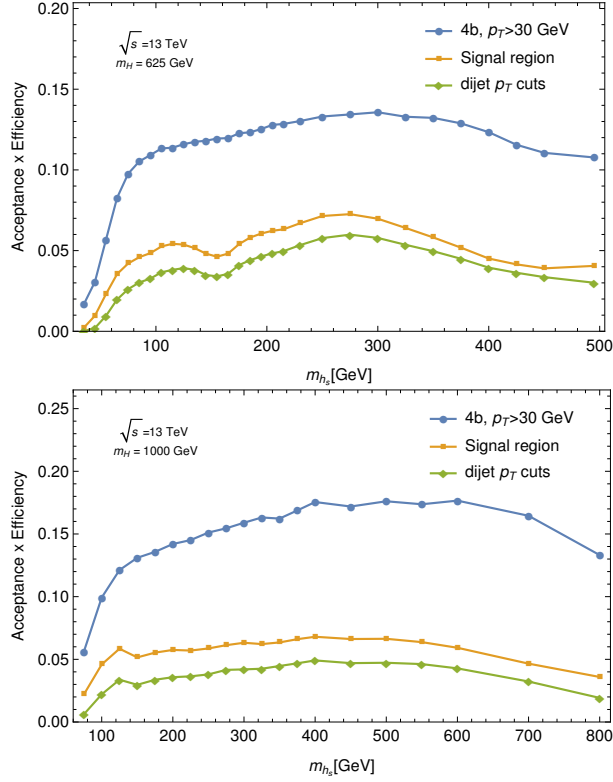 √s =13 TeV
m_H = 625 GeV
4b, p_T>30 GeV
Signal region
dijet p_T cuts
0.20
0.15
0.10
0.05
0.00
Acceptance x Efficiency
100 200 300 400 500
m_{h_s}[GeV]
√s =13 TeV
m_H = 1000 GeV
4b, p_T>30 GeV
Signal region
dijet p_T cuts
0.25
0.20
0.15
0.10
0.05
0.00
Acceptance x Efficiency
100 200 300 400 500 600 700 800
m_{h_s}[GeV]